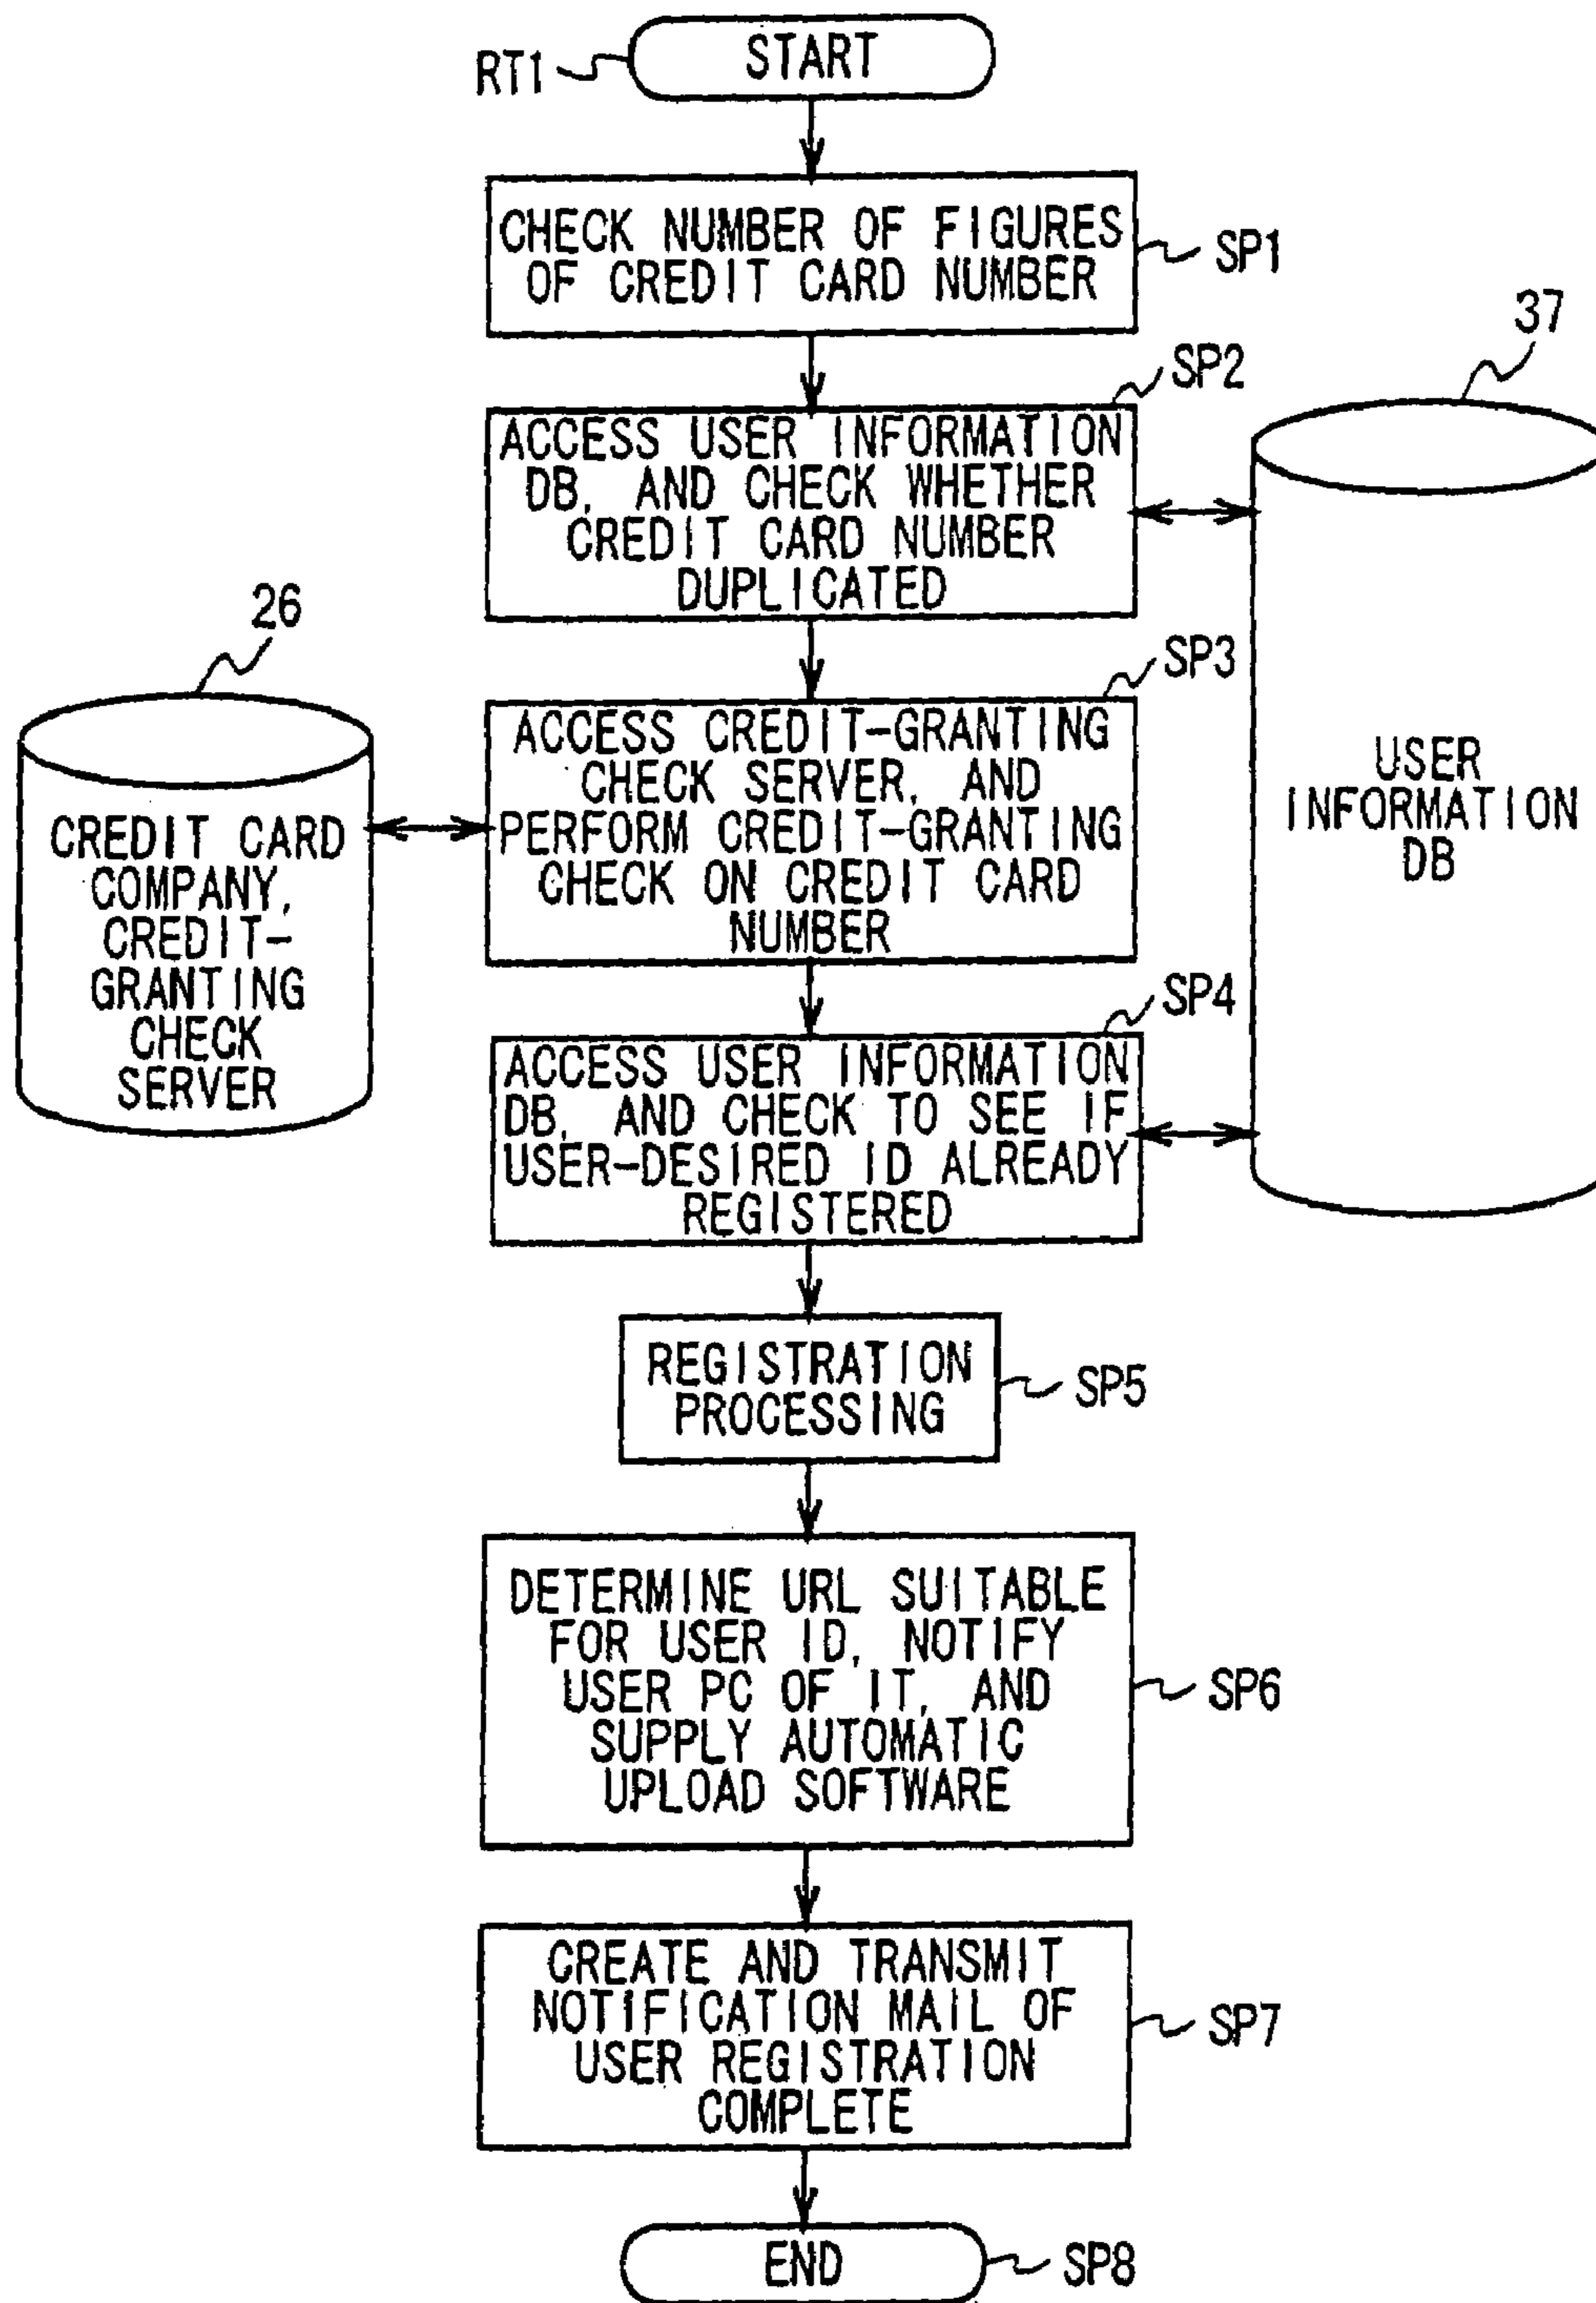 RT1
START
CHECK NUMBER OF FIGURES
OF CREDIT CARD NUMBER
SP1
37
SP2
ACCESS USER INFORMATION
DB, AND CHECK WHETHER
CREDIT CARD NUMBER
DUPLICATED
26
SP3
ACCESS CREDIT-GRANTING
CHECK SERVER, AND
PERFORM CREDIT-GRANTING
CHECK ON CREDIT CARD
NUMBER
USER
INFORMATION
DB
CREDIT CARD
COMPANY,
CREDIT-
GRANTING
CHECK
SERVER
SP4
ACCESS USER INFORMATION
DB, AND CHECK TO SEE IF
USER-DESIRED ID ALREADY
REGISTERED
REGISTRATION
PROCESSING
SP5
DETERMINE URL SUITABLE
FOR USER ID, NOTIFY
USER PC OF IT, AND
SUPPLY AUTOMATIC
UPLOAD SOFTWARE
SP6
CREATE AND TRANSMIT
NOTIFICATION MAIL OF
USER REGISTRATION
COMPLETE
SP7
END
SP8